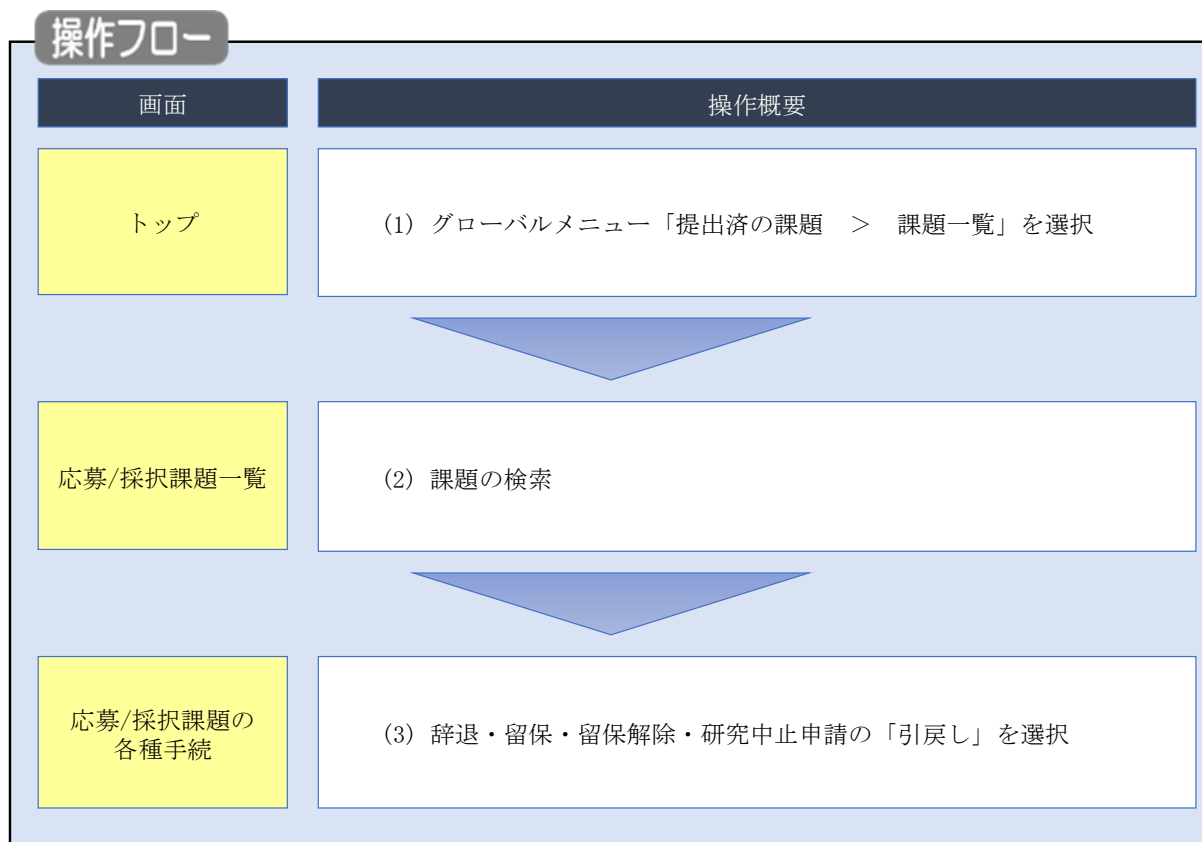 操作フロー
画面
操作概要
トップ
(1) グローバルメニュー「提出済の課題　＞　課題一覧」を選択
応募/採択課題一覧
(2) 課題の検索
応募/採択課題の
各種手続
(3) 辞退・留保・留保解除・研究中止申請の「引戻し」を選択